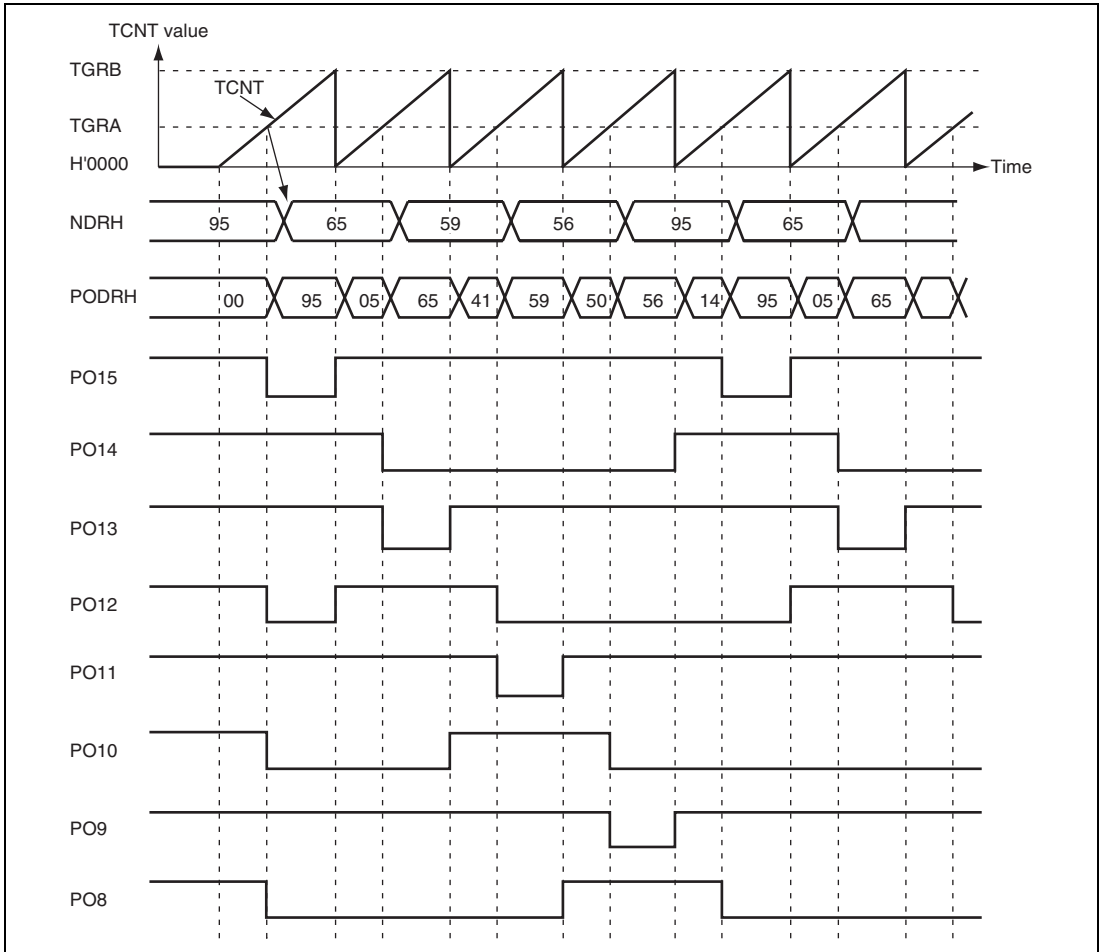 TCNT value
TGRB
TCNT
TGRA
H'0000
Time
NDRH 95 65 59 56 95 65
PODRH 00 95 05 65 41 59 50 56 14 95 05 65
PO15
PO14
PO13
PO12
PO11
PO10
PO9
PO8